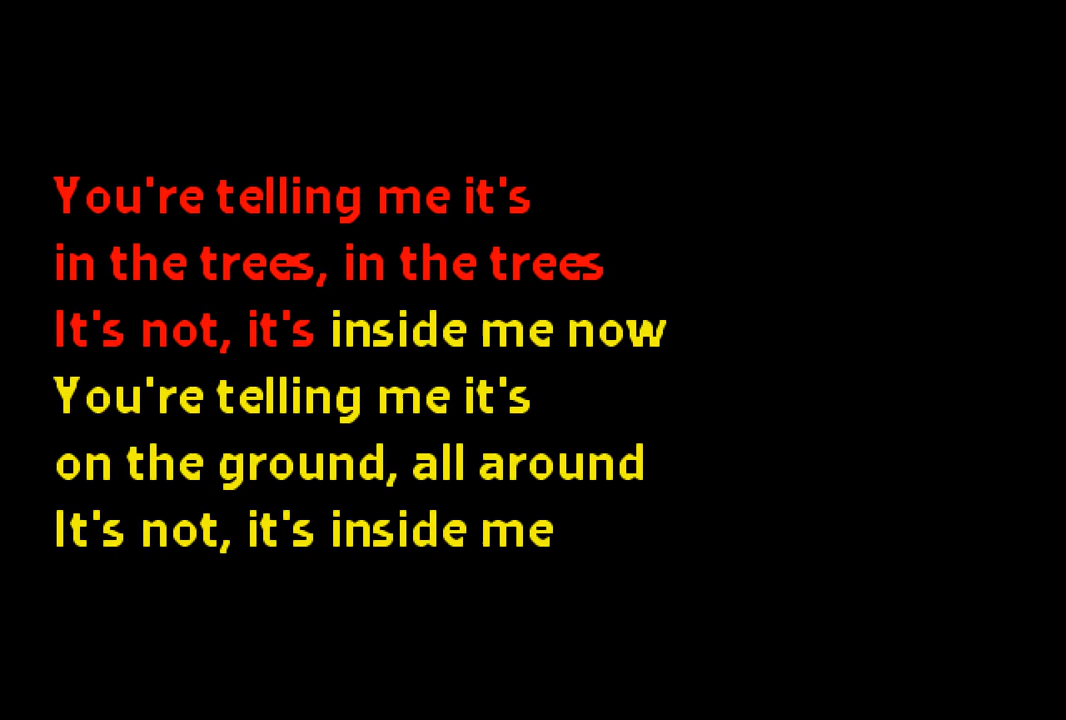 You're telling me it's
in the trees, in the trees
It's not, it's inside me now
You're telling me it's
on the ground, all around
It's not, it's inside me